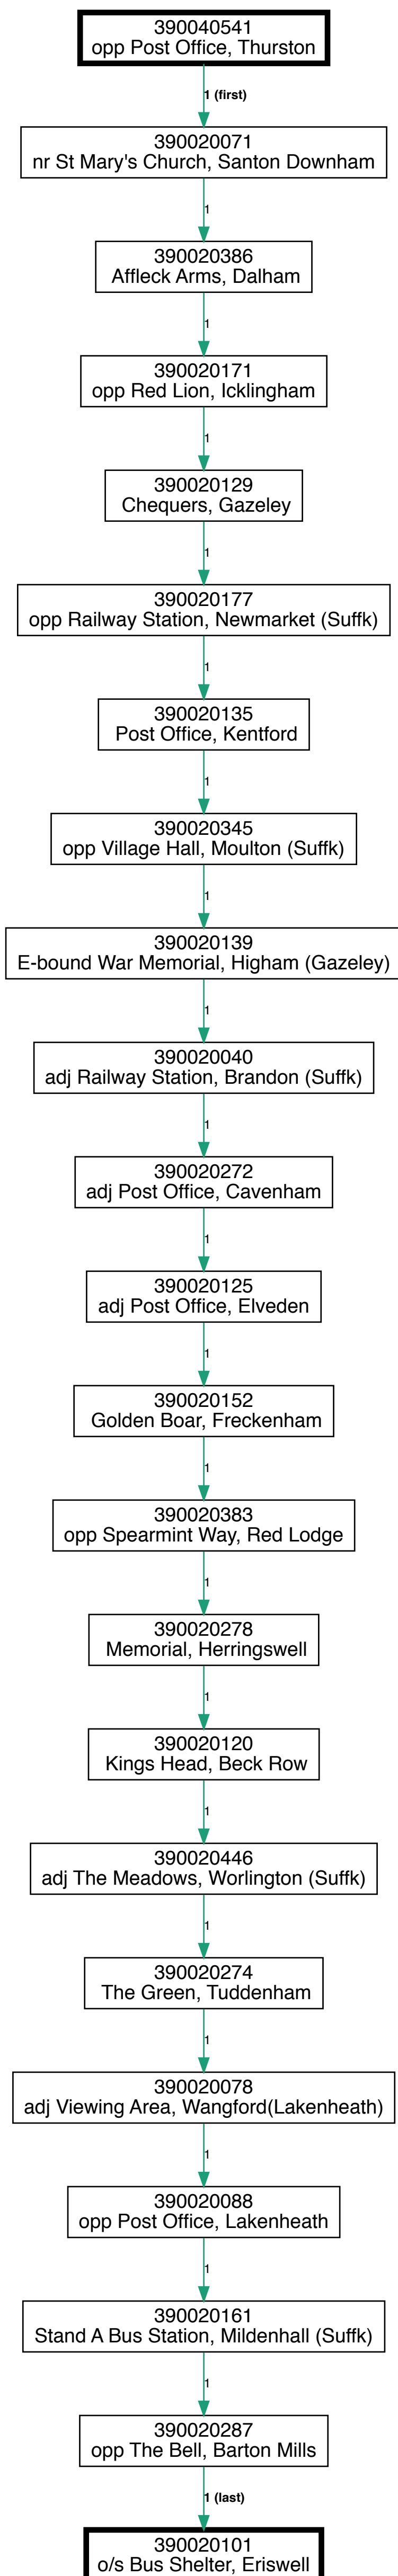 390040541
opp Post Office, Thurston
1 (first)
390020071
nr St Mary's Church, Santon Downham
1
390020386
Affleck Arms, Dalham
1
390020171
opp Red Lion, Icklingham
1
390020129
Chequers, Gazeley
1
390020177
opp Railway Station, Newmarket (Suffk)
1
390020135
Post Office, Kentford
1
390020345
opp Village Hall, Moulton (Suffk)
1
390020139
E-bound War Memorial, Higham (Gazeley)
1
390020040
adj Railway Station, Brandon (Suffk)
1
390020272
adj Post Office, Cavenham
1
390020125
adj Post Office, Elveden
1
390020152
Golden Boar, Freckenham
1
390020383
opp Spearmint Way, Red Lodge
1
390020278
Memorial, Herringswell
1
390020120
Kings Head, Beck Row
1
390020446
adj The Meadows, Worlington (Suffk)
1
390020274
The Green, Tuddenham
1
390020078
adj Viewing Area, Wangford(Lakenheath)
1
390020088
opp Post Office, Lakenheath
1
390020161
Stand A Bus Station, Mildenhall (Suffk)
1
390020287
opp The Bell, Barton Mills
1 (last)
390020101
o/s Bus Shelter, Eriswell